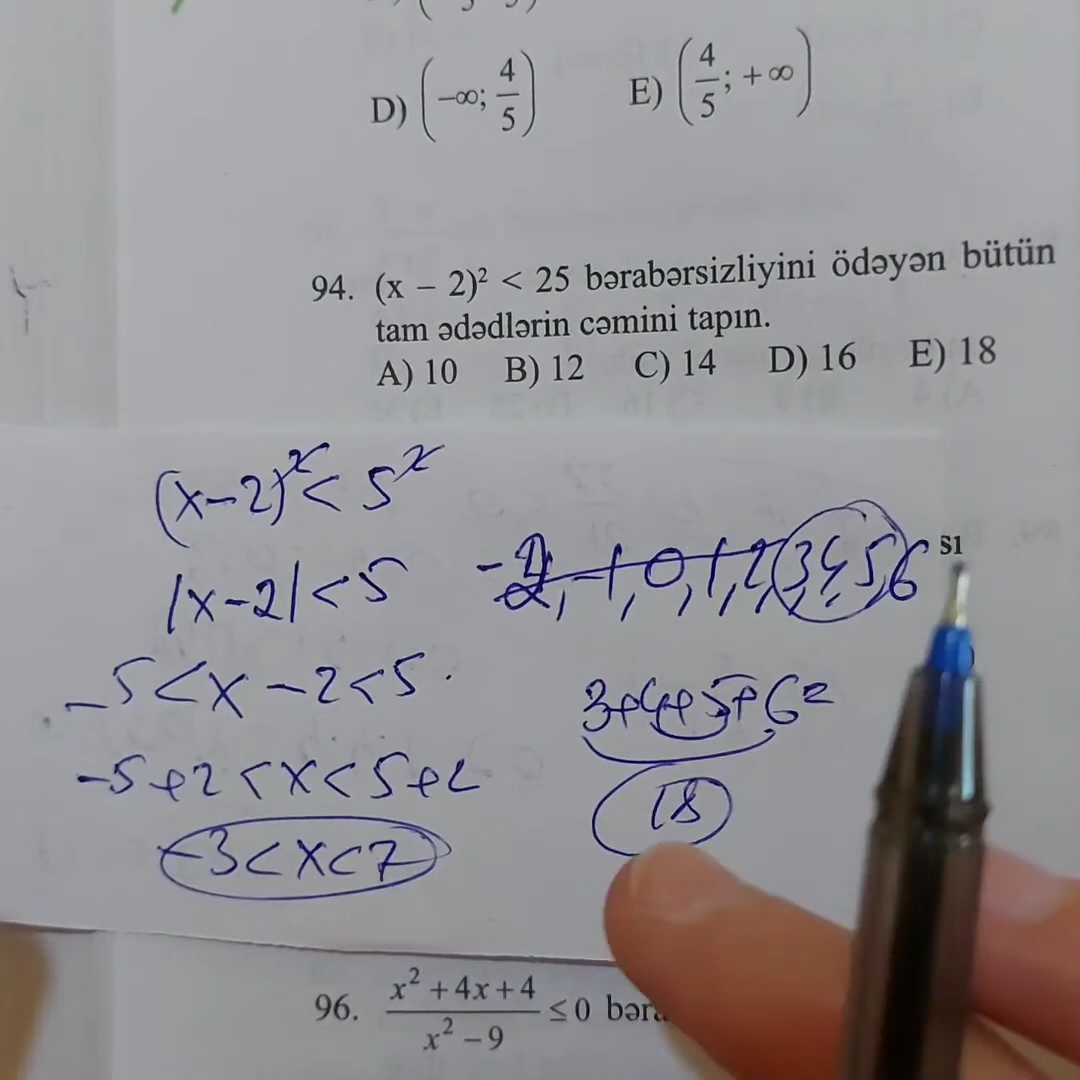 D) (−∞; 4/5) E) (4/5; +∞)
94. (x − 2)² < 25 bərabərsizliyini ödəyən bütün
tam ədədlərin cəmini tapın.
A) 10 B) 12 C) 14 D) 16 E) 18
(x−2)² < 5²
|x−2| < 5
−5 < x − 2 < 5
−5+2 < x < 5+2
−3 < x < 7
−2, −1, 0, 1, 2, 3, 4, 5, 6
3+4+5+6=
18
S1
96. x² + 4x + 4 / x² − 9 ≤ 0